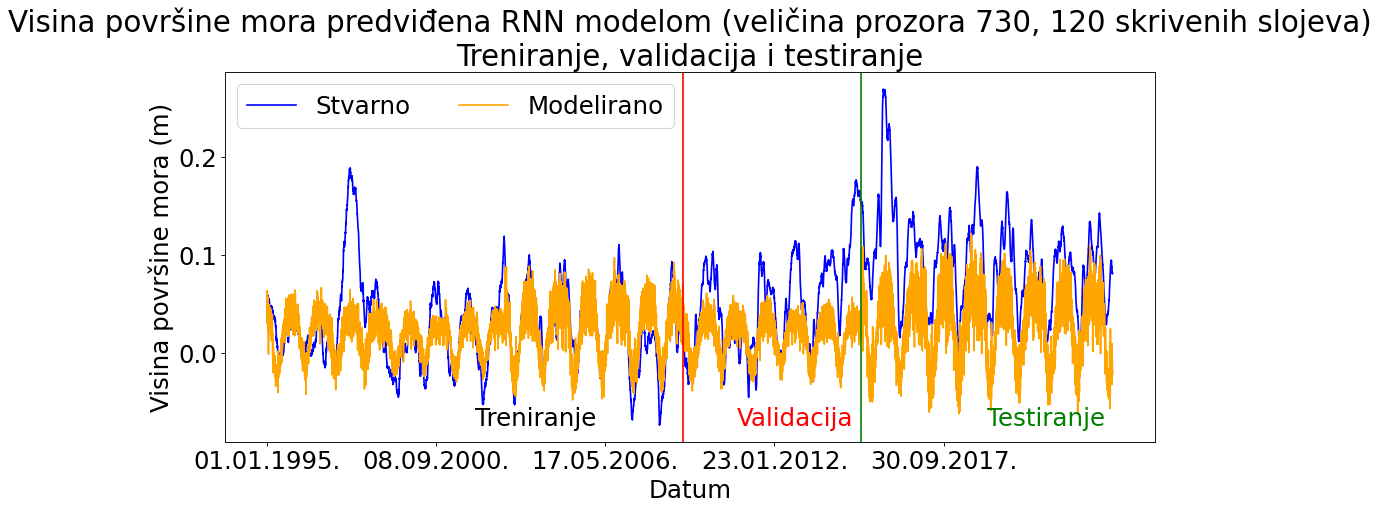 Visina površine mora predviđena RNN modelom (veličina prozora 730, 120 skrivenih slojeva)
Treniranje, validacija i testiranje
Stvarno Modelirano
Visina površine mora (m)
0.2
0.1
0.0
Treniranje Validacija Testiranje
01.01.1995. 08.09.2000. 17.05.2006. 23.01.2012. 30.09.2017.
Datum